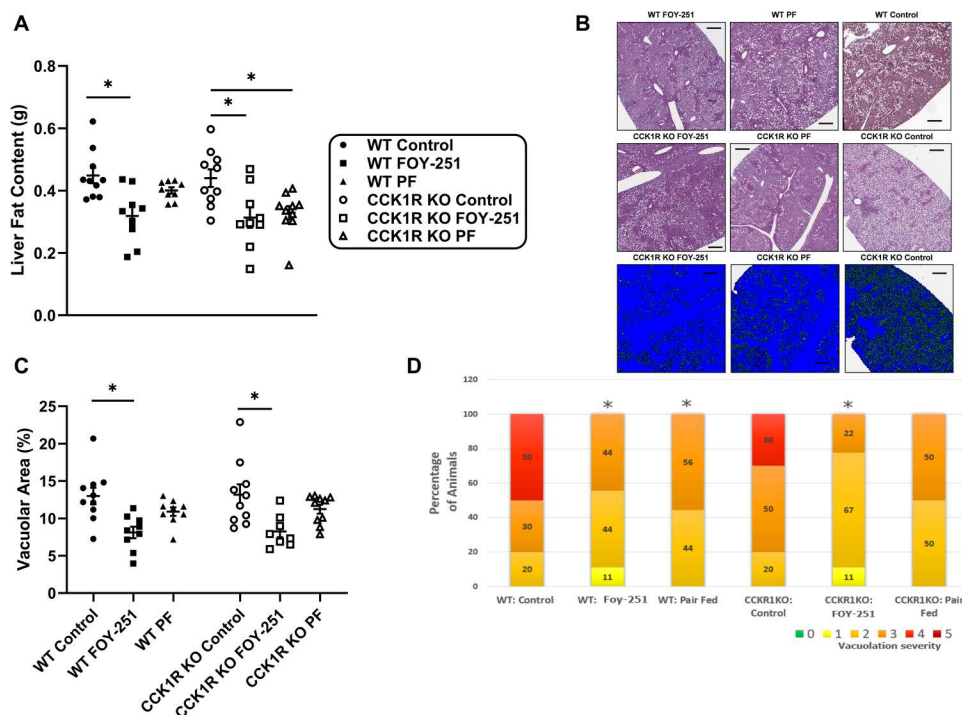 A
Liver Fat Content (g)
0.8
0.6
0.4
0.2
0.0
*
*
*
WT Control
WT FOY-251
WT PF
CCK1R KO Control
CCK1R KO FOY-251
CCK1R KO PF
B
WT FOY-251 WT PF WT Control
CCK1R KO FOY-251 CCK1R KO PF CCK1R KO Control
CCK1R KO FOY-251 CCK1R KO PF CCK1R KO Control
C
Vacuolar Area (%)
25
20
15
10
5
0
*
*
WT Control
WT FOY-251
WT PF
CCK1R KO Control
CCK1R KO FOY-251
CCK1R KO PF
D
Percentage
of Animals
120
100
80
60
40
20
0
* * *
50 30 20
44 44 11
56 44
30 50 20
22 67 11
50 50
WT: Control
WT: Foy-251
WT: Pair Fed
CCKR1KO:
Control
CCKR1KO:
FOY-251
CCKR1KO: Pair
Fed
0 1 2 3 4 5
Vacuolation severity